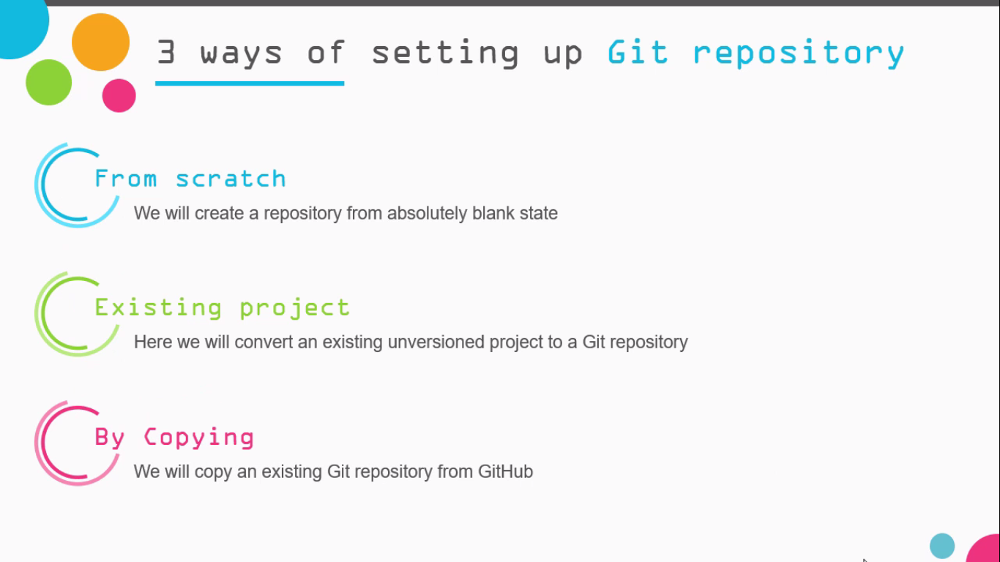 3 ways of setting up Git repository
From scratch
We will create a repository from absolutely blank state
Existing project
Here we will convert an existing unversioned project to a Git repository
By Copying
We will copy an existing Git repository from GitHub